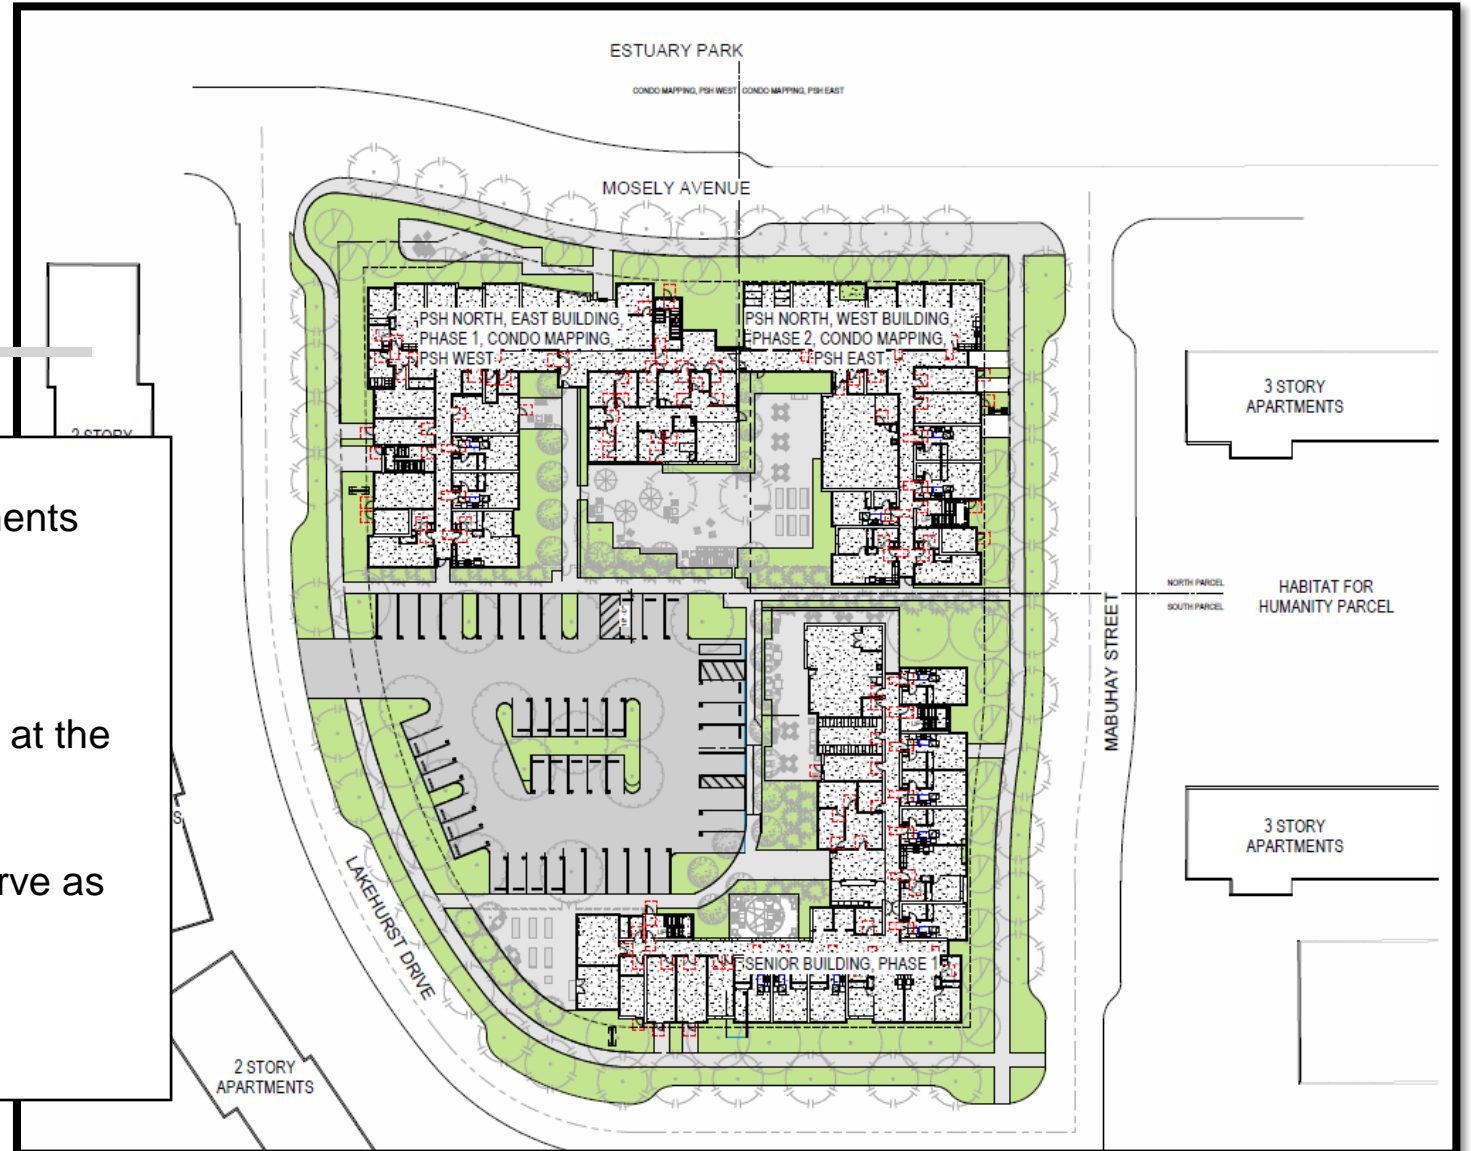 ESTUARY PARK
CONDO MAPPING, PSH WEST CONDO MAPPING, PSH EAST
MOSELY AVENUE
PSH NORTH, EAST BUILDING,
PHASE 1, CONDO MAPPING,
PSH WEST
PSH NORTH, WEST BUILDING,
PHASE 2, CONDO MAPPING,
PSH EAST
3 STORY
APARTMENTS
2 STORY
ents
at the
S
rve as
NORTH PARCEL
SOUTH PARCEL
HABITAT FOR
HUMANITY PARCEL
MABUHAY STREET
3 STORY
APARTMENTS
LAKEHURST DRIVE
SENIOR BUILDING, PHASE 1
2 STORY
APARTMENTS